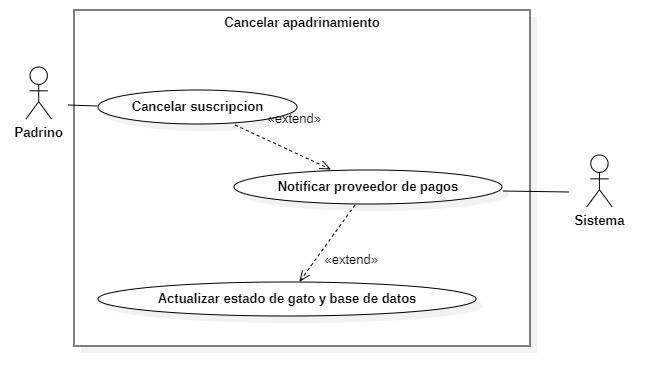 Cancelar apadrinamiento
Cancelar suscripcion
«extend»
Padrino
Notificar proveedor de pagos
Sistema
«extend»
Actualizar estado de gato y base de datos